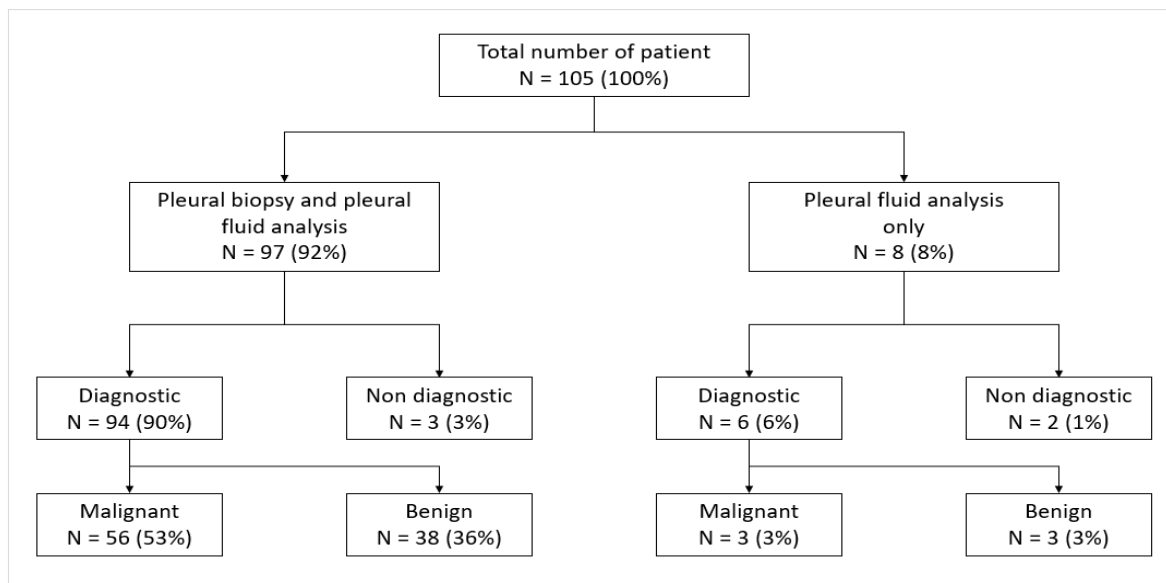 Total number of patient
N = 105 (100%)
Pleural biopsy and pleural
fluid analysis
N = 97 (92%)
Pleural fluid analysis
only
N = 8 (8%)
Diagnostic
N = 94 (90%)
Non diagnostic
N = 3 (3%)
Diagnostic
N = 6 (6%)
Non diagnostic
N = 2 (1%)
Malignant
N = 56 (53%)
Benign
N = 38 (36%)
Malignant
N = 3 (3%)
Benign
N = 3 (3%)